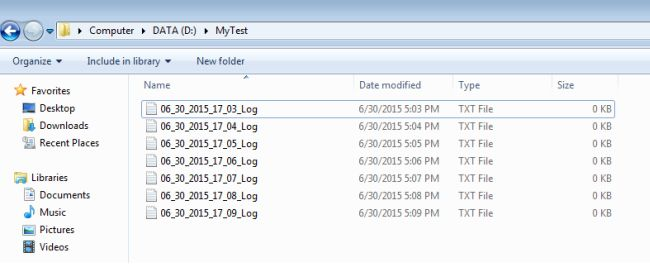 Computer ▸ DATA (D:) ▸ MyTest
Organize Include in library New folder
Favorites
Desktop
Downloads
Recent Places
Libraries
Documents
Music
Pictures
Videos
Name Date modified Type Size
06_30_2015_17_03_Log 6/30/2015 5:03 PM TXT File 0 KB
06_30_2015_17_04_Log 6/30/2015 5:04 PM TXT File 0 KB
06_30_2015_17_05_Log 6/30/2015 5:05 PM TXT File 0 KB
06_30_2015_17_06_Log 6/30/2015 5:06 PM TXT File 0 KB
06_30_2015_17_07_Log 6/30/2015 5:07 PM TXT File 0 KB
06_30_2015_17_08_Log 6/30/2015 5:08 PM TXT File 0 KB
06_30_2015_17_09_Log 6/30/2015 5:09 PM TXT File 0 KB